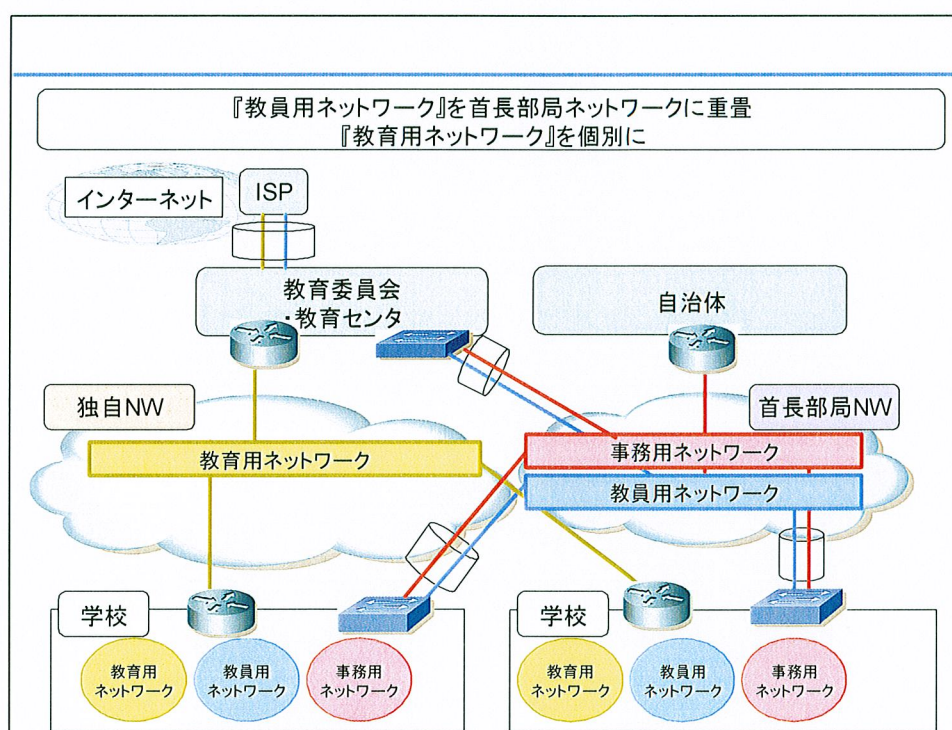 『教員用ネットワーク』を首長部局ネットワークに重畳
『教育用ネットワーク』を個別に
インターネット
ISP
教育委員会
・教育センタ
自治体
独自NW
首長部局NW
教育用ネットワーク
事務用ネットワーク
教員用ネットワーク
学校
教育用
ネットワーク
教員用
ネットワーク
事務用
ネットワーク
学校
教育用
ネットワーク
教員用
ネットワーク
事務用
ネットワーク